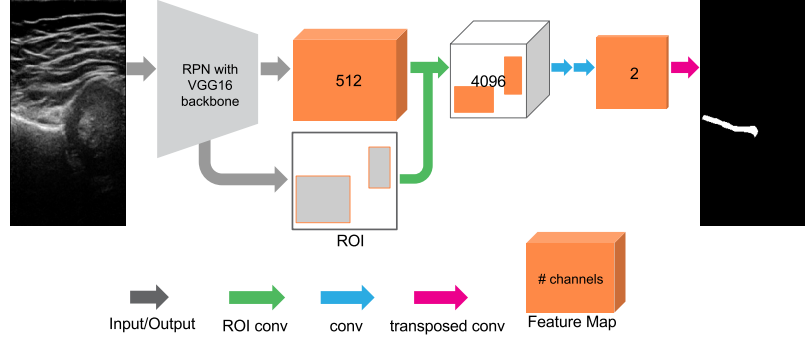 RPN with
VGG16
backbone
512
4096
2
ROI
# channels
Input/Output
ROI conv
conv
transposed conv
Feature Map